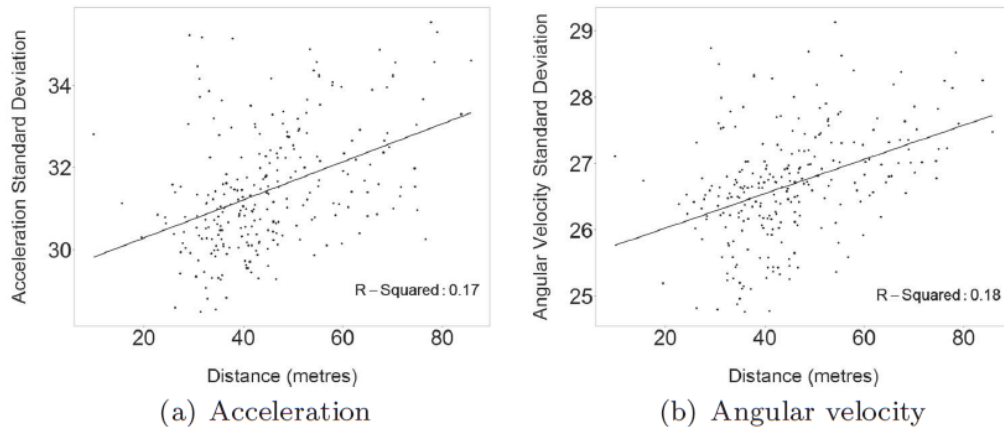 Acceleration Standard Deviation
34
32
30
R−Squared:0.17
20 40 60 80
Distance (metres)
(a) Acceleration
Angular Velocity Standard Deviation
29
28
27
26
25
R−Squared:0.18
20 40 60 80
Distance (metres)
(b) Angular velocity